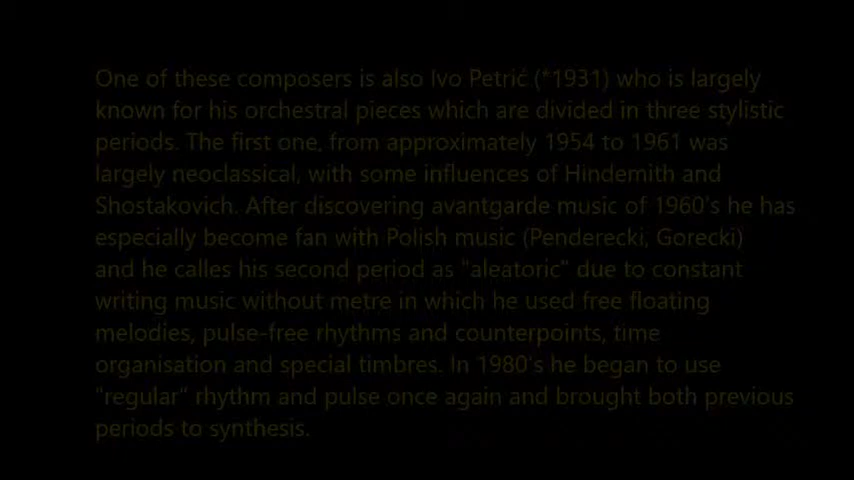 One of these composers is also Ivo Petrić (*1931) who is largely
known for his orchestral pieces which are divided in three stylistic
periods. The first one, from approximately 1954 to 1961 was
largely neoclassical, with some influences of Hindemith and
Shostakovich. After discovering avantgarde music of 1960's he has
especially become fan with Polish music (Penderecki, Gorecki)
and he calles his second period as "aleatoric" due to constant
writing music without metre in which he used free floating
melodies, pulse-free rhythms and counterpoints, time
organisation and special timbres. In 1980's he began to use
"regular" rhythm and pulse once again and brought both previous
periods to synthesis.